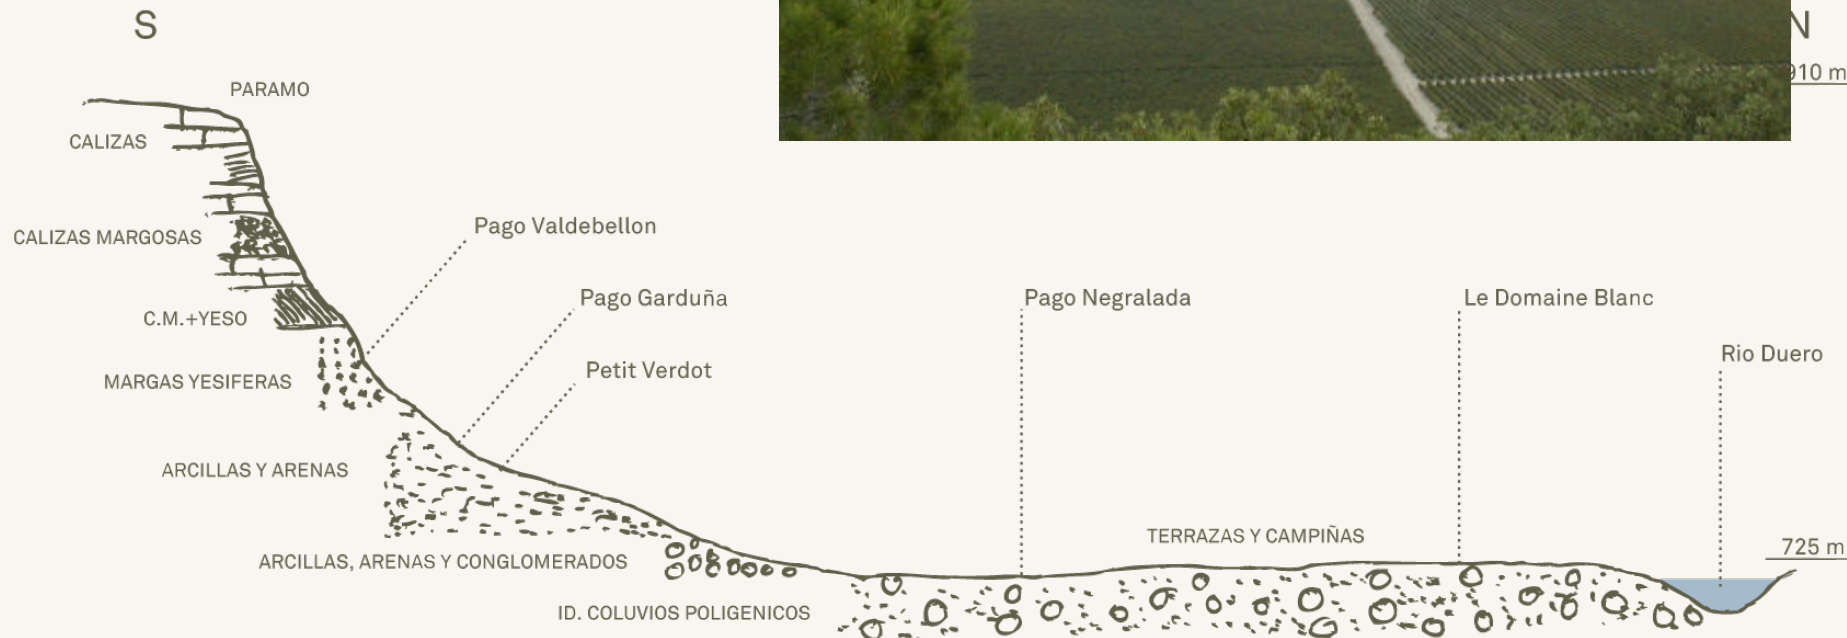 S
N
910 m
PARAMO
CALIZAS
Pago Valdebellon
CALIZAS MARGOSAS
Pago Garduña
Pago Negralada
Le Domaine Blanc
C.M.+YESO
Rio Duero
Petit Verdot
MARGAS YESIFERAS
ARCILLAS Y ARENAS
TERRAZAS Y CAMPIÑAS
725 m
ARCILLAS, ARENAS Y CONGLOMERADOS
ID. COLUVIOS POLIGENICOS